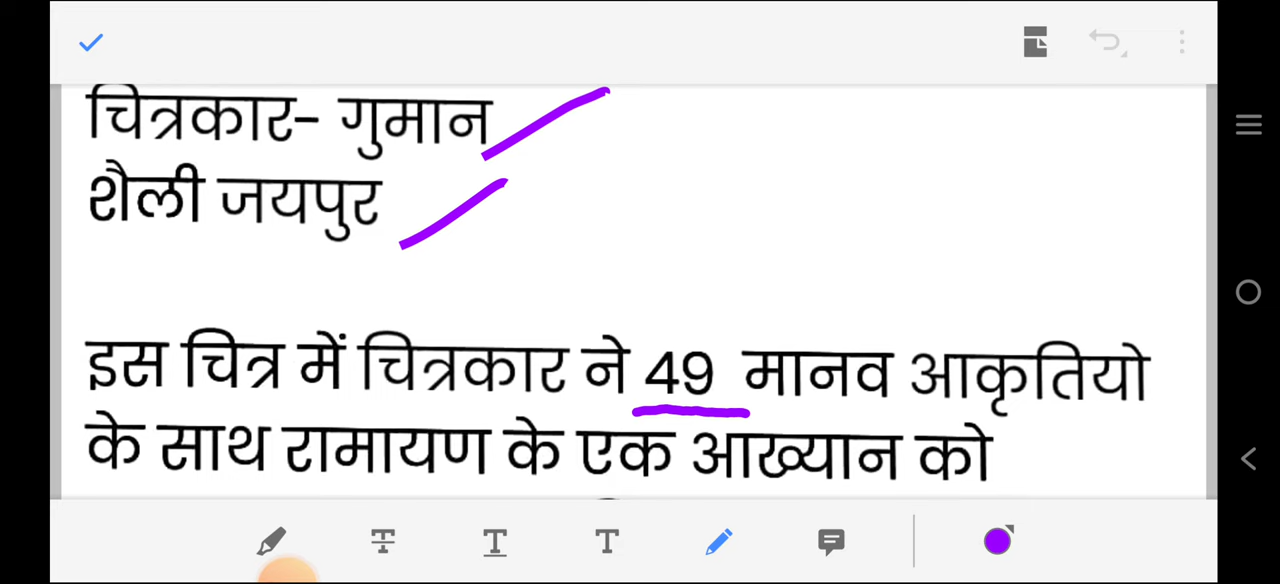 चित्रकार- गुमान
शैली जयपुर
इस चित्र में चित्रकार ने 49 मानव आकृतियो
के साथ रामायण के एक आख्यान को